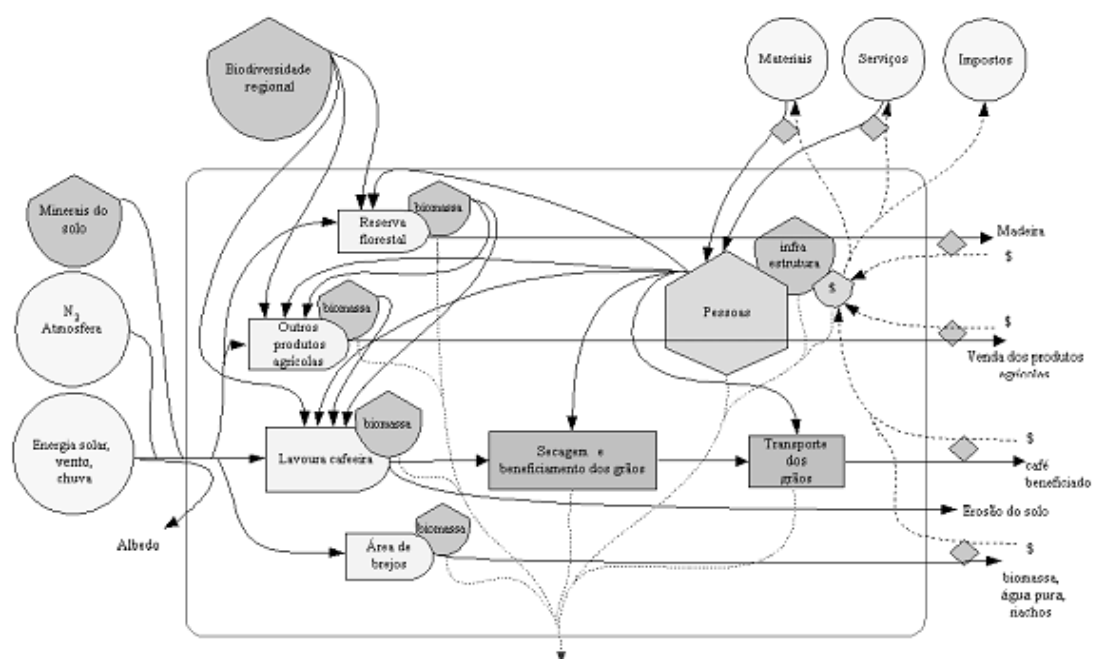 Biodiversidade
regional
Materiais
Serviços
Impostos
Minerais do
solo
biomassa
Reserva
florestal
infra
estrutura
Madeira
$
$
N2
Atmosfera
biomassa
Pessoas
$
Outros
produtos
agrícolas
Venda dos produtos
agrícolas
Energia solar,
vento,
chuva
biomassa
Lavoura cafeeira
Secagem e
beneficiamento dos grãos
Transporte
dos
grãos
$
café
beneficiado
Erosão do solo
Albedo
biomassa
Área de
brejos
$
biomassa,
água pura,
riachos